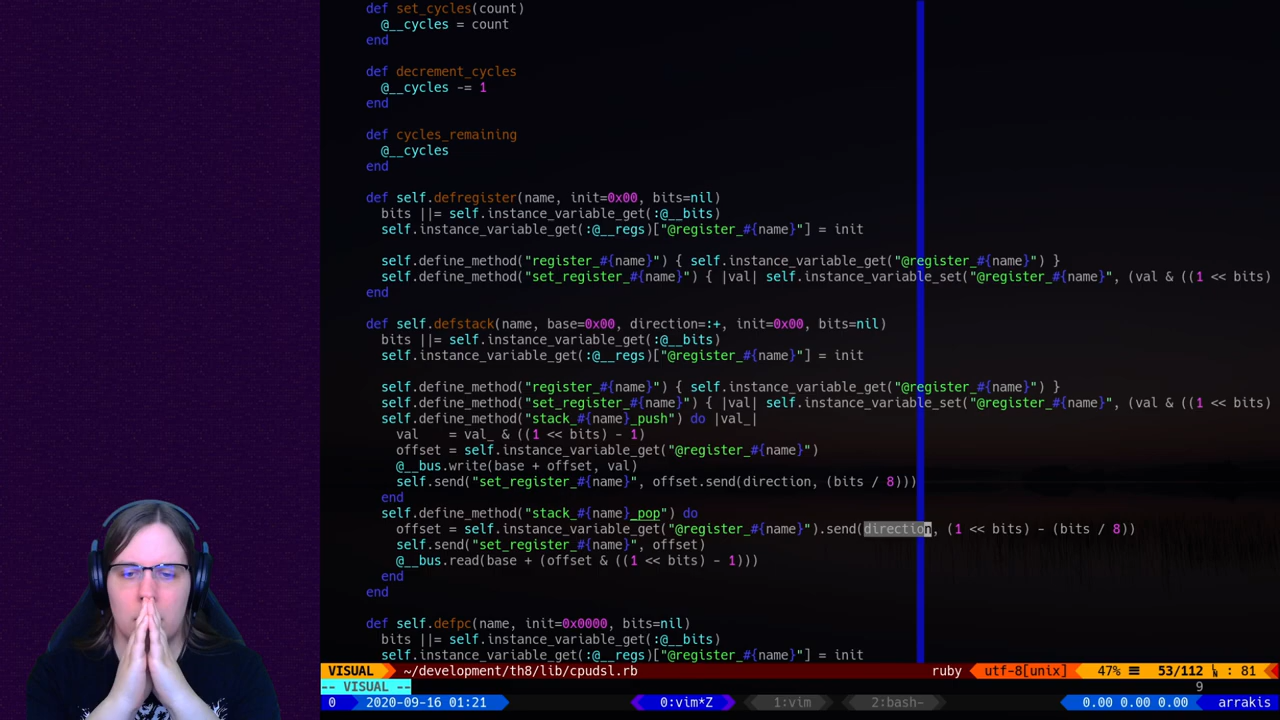 def set_cycles(count)
@__cycles = count
end
def decrement_cycles
@__cycles -= 1
end
def cycles_remaining
@__cycles
end
def self.defregister(name, init=0x00, bits=nil)
bits ||= self.instance_variable_get(:@__bits)
self.instance_variable_get(:@__regs)["@register_#{name}"] = init
self.define_method("register_#{name}") { self.instance_variable_get("@register_#{name}") }
self.define_method("set_register_#{name}") { |val| self.instance_variable_set("@register_#{name}", (val & ((1 << bits)
end
def self.defstack(name, base=0x00, direction=:+, init=0x00, bits=nil)
bits ||= self.instance_variable_get(:@__bits)
self.instance_variable_get(:@__regs)["@register_#{name}"] = init
self.define_method("register_#{name}") { self.instance_variable_get("@register_#{name}") }
self.define_method("set_register_#{name}") { |val| self.instance_variable_set("@register_#{name}", (val & ((1 << bits)
self.define_method("stack_#{name}_push") do |val_|
val    = val_ & ((1 << bits) - 1)
offset = self.instance_variable_get("@register_#{name}")
@__bus.write(base + offset, val)
self.send("set_register_#{name}", offset.send(direction, (bits / 8)))
end
self.define_method("stack_#{name}_pop") do
offset = self.instance_variable_get("@register_#{name}").send(direction, (1 << bits) - (bits / 8))
self.send("set_register_#{name}", offset)
@__bus.read(base + (offset & ((1 << bits) - 1)))
end
end
def self.defpc(name, init=0x0000, bits=nil)
bits ||= self.instance_variable_get(:@__bits)
self.instance_variable_get(:@__regs)["@register_#{name}"] = init
VISUAL ~/development/th8/lib/cpudsl.rb ruby utf-8[unix] 47% ≡ 53/112 : 81
-- VISUAL -- 9
0 2020-09-16 01:21 0:vim*Z 1:vim 2:bash- 0.00 0.00 0.00 arrakis